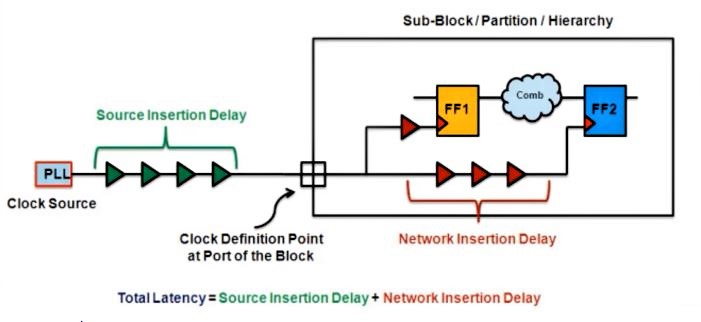 Sub-Block/Partition/Hierarchy
Source Insertion Delay
FF1
Comb
FF2
PLL
Clock Source
Clock Definition Point
at Port of the Block
Network Insertion Delay
Total Latency = Source Insertion Delay + Network Insertion Delay